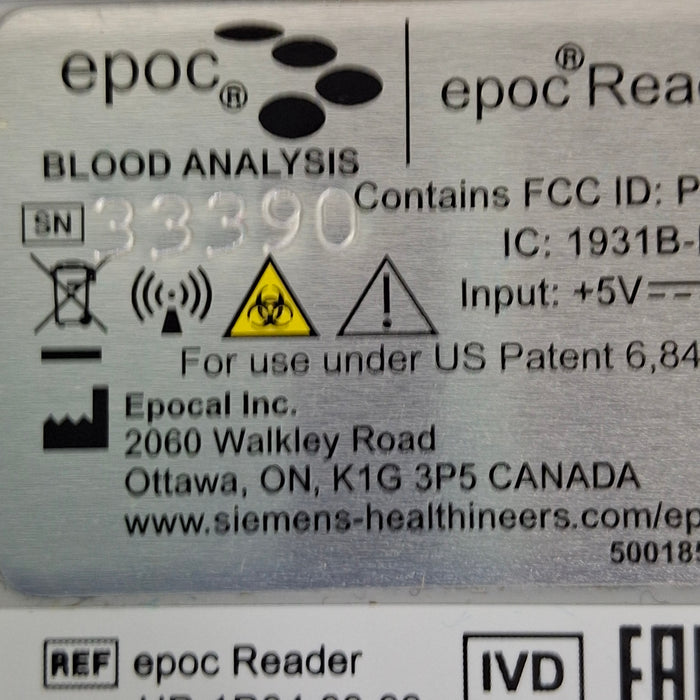 epoc®
epoc® Rea
BLOOD ANALYSIS
SN 33390
Contains FCC ID: P
IC: 1931B-
Input: +5V
For use under US Patent 6,84
Epocal Inc.
2060 Walkley Road
Ottawa, ON, K1G 3P5 CANADA
www.siemens-healthineers.com/ep
500185
REF epoc Reader
IVD
EAC